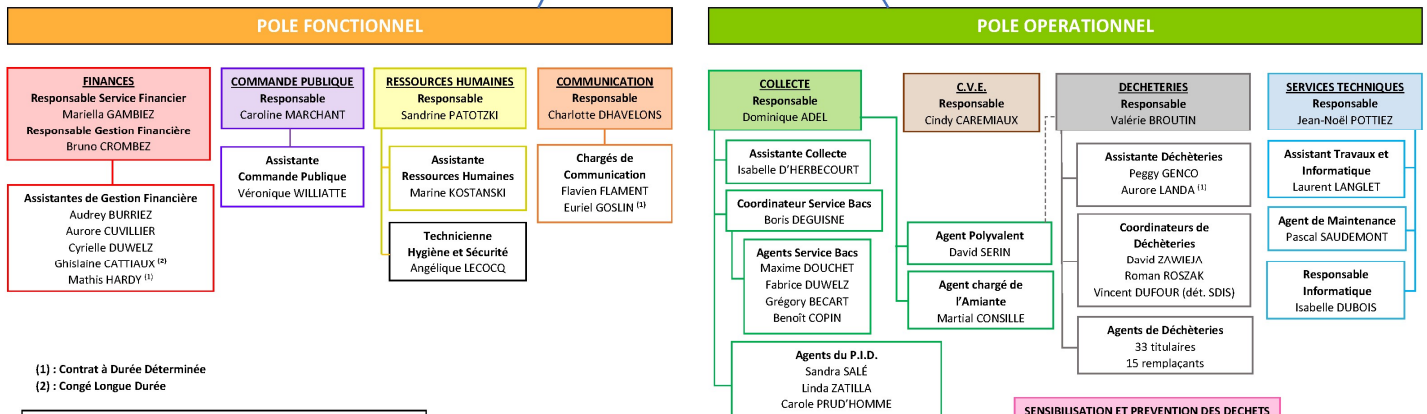 POLE FONCTIONNEL
FINANCES
Responsable Service Financier
Mariella GAMBIEZ
Responsable Gestion Financière
Bruno CROMBEZ
Assistantes de Gestion Financière
Audrey BURRIEZ
Aurore CUVILLIER
Cyrielle DUWELZ
Ghislaine CATTIAUX (2)
Mathis HARDY (1)
COMMANDE PUBLIQUE
Responsable
Caroline MARCHANT
Assistante
Commande Publique
Véronique WILLIATTE
RESSOURCES HUMAINES
Responsable
Sandrine PATOTZKI
Assistante
Ressources Humaines
Marine KOSTANSKI
Technicienne
Hygiène et Sécurité
Angélique LECOCQ
COMMUNICATION
Responsable
Charlotte DHAVELONS
Chargés de
Communication
Flavien FLAMENT
Euriel GOSLIN (1)
(1) : Contrat à Durée Déterminée
(2) : Congé Longue Durée
POLE OPERATIONNEL
COLLECTE
Responsable
Dominique ADEL
Assistante Collecte
Isabelle D'HERBECOURT
Coordinateur Service Bacs
Boris DEGUISNE
Agents Service Bacs
Maxime DOUCHET
Fabrice DUWELZ
Grégory BECART
Benoît COPIN
Agents du P.I.D.
Sandra SALÉ
Linda ZATILLA
Carole PRUD'HOMME
Agent Polyvalent
David SERIN
Agent chargé de
l'Amiante
Martial CONSILLE
C.V.E.
Responsable
Cindy CAREMIAUX
DECHETERIES
Responsable
Valérie BROUTIN
Assistante Déchèteries
Peggy GENCO
Aurore LANDA (1)
Coordinateurs de
Déchèteries
David ZAWIEJA
Roman ROSZAK
Vincent DUFOUR (dét. SDIS)
Agents de Déchèteries
33 titulaires
15 remplaçants
SERVICES TECHNIQUES
Responsable
Jean-Noël POTTIEZ
Assistant Travaux et
Informatique
Laurent LANGLET
Agent de Maintenance
Pascal SAUDEMONT
Responsable
Informatique
Isabelle DUBOIS
SENSIBILISATION ET PREVENTION DES DECHETS